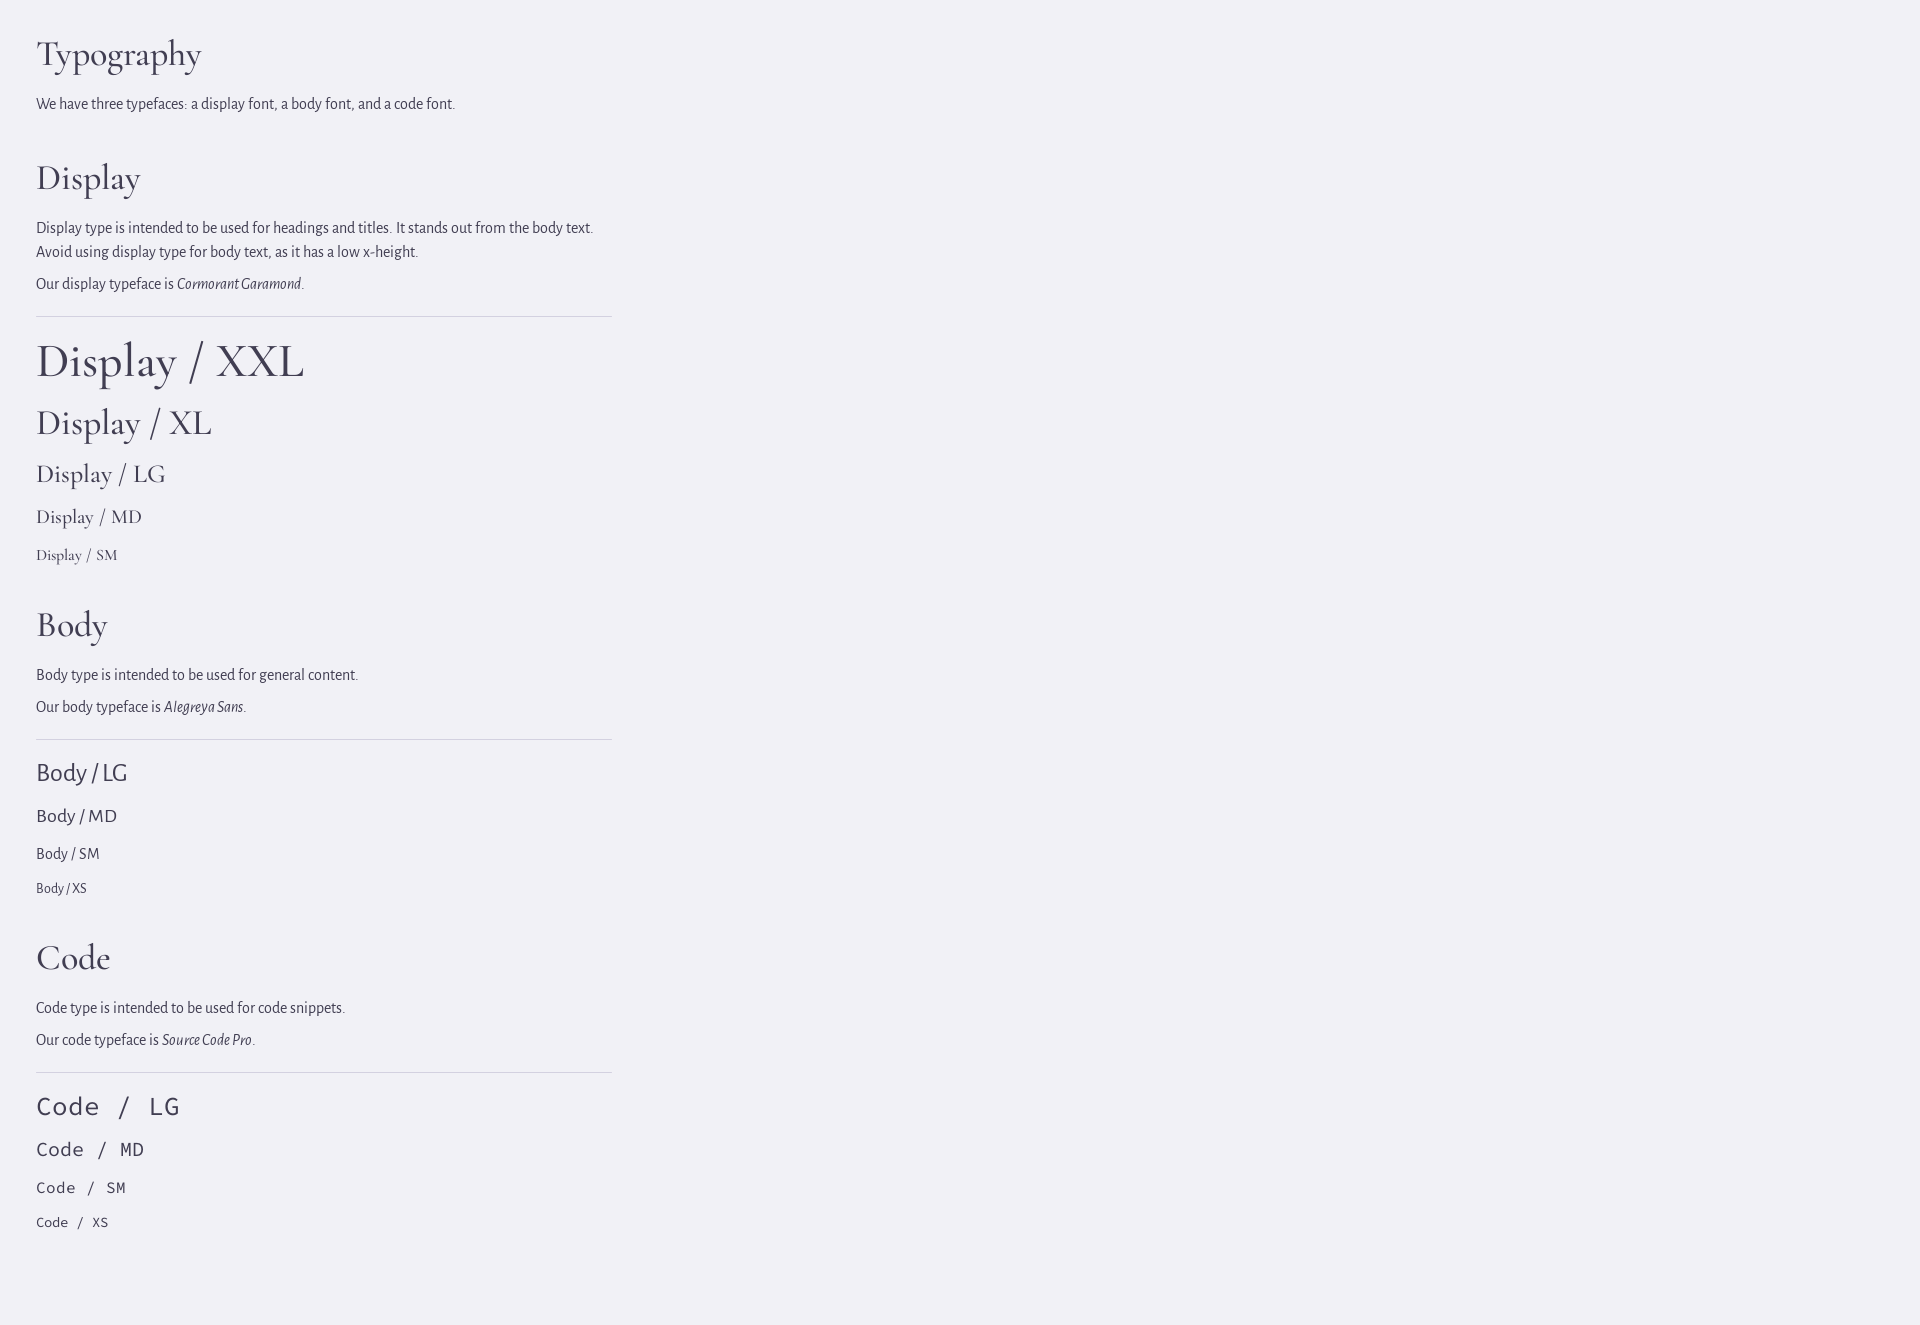 Typography
We have three typefaces: a display font, a body font, and a code font.
Display
Display type is intended to be used for headings and titles. It stands out from the body text.
Avoid using display type for body text, as it has a low x-height.
Our display typeface is Cormorant Garamond.
Display / XXL
Display / XL
Display / LG
Display / MD
Display / SM
Body
Body type is intended to be used for general content.
Our body typeface is Alegreya Sans.
Body / LG
Body / MD
Body / SM
Body / XS
Code
Code type is intended to be used for code snippets.
Our code typeface is Source Code Pro.
Code / LG
Code / MD
Code / SM
Code / XS